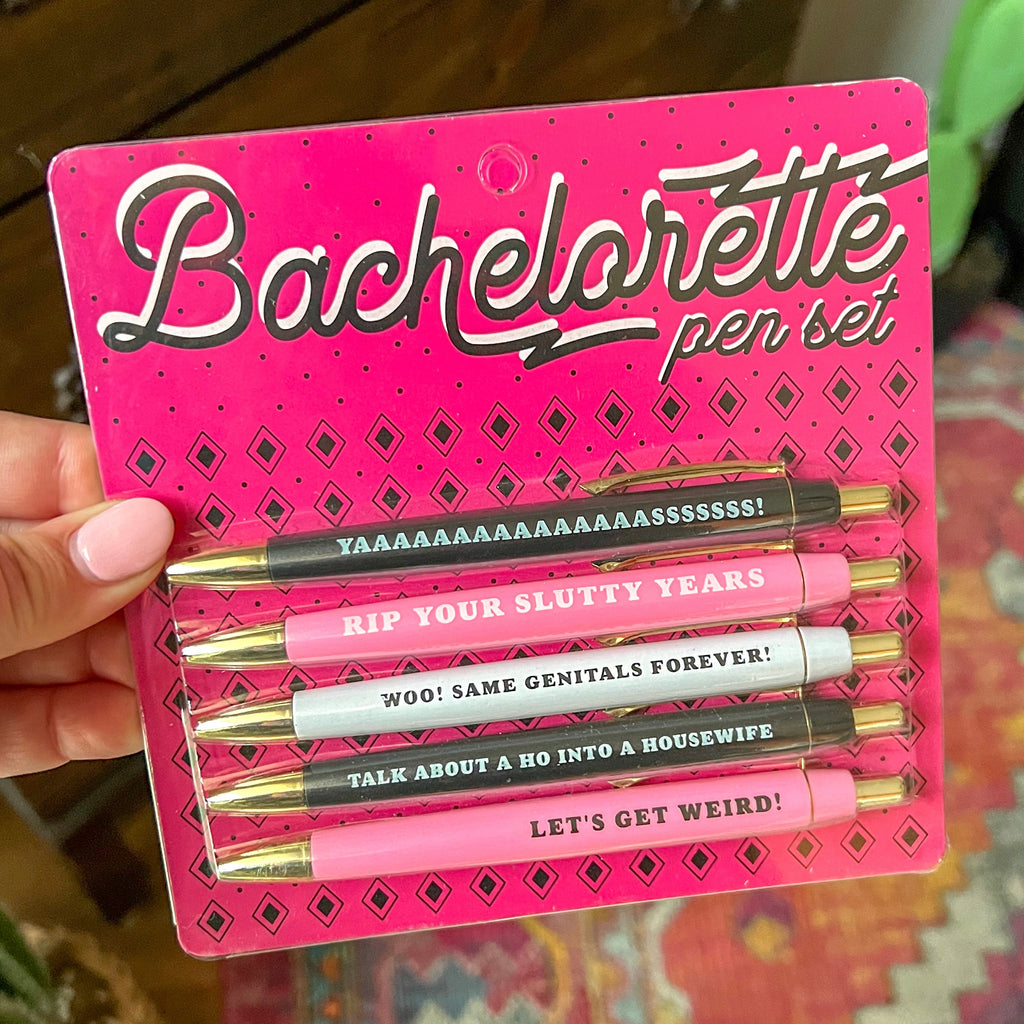 Bachelorette
pen set
YAAAAAAAAAAAAAAASSSSSSS!
RIP YOUR SLUTTY YEARS
WOO! SAME GENITALS FOREVER!
TALK ABOUT A HO INTO A HOUSEWIFE
LET'S GET WEIRD!